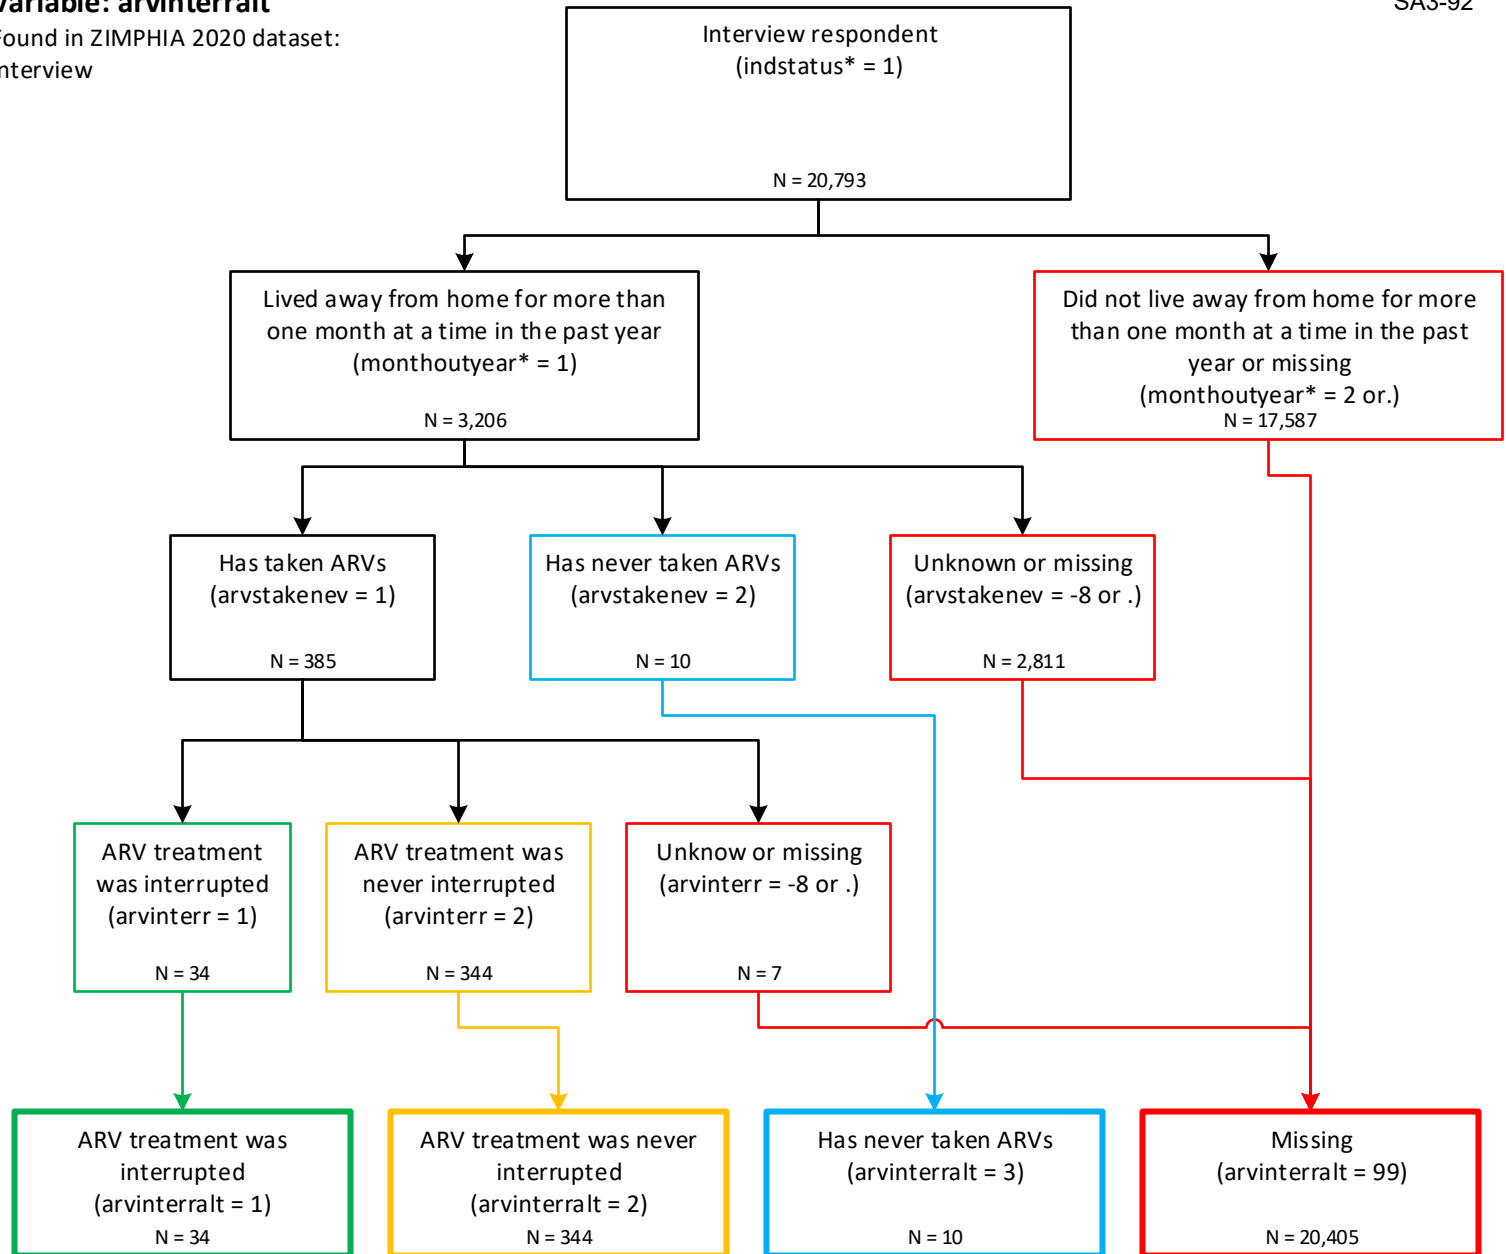 Variable: arvinterralt
SA3-92
Found in ZIMPHIA 2020 dataset:
Interview
Interview respondent
(indstatus* = 1)
N = 20,793
Lived away from home for more than
one month at a time in the past year
(monthoutyear* = 1)
N = 3,206
Did not live away from home for more
than one month at a time in the past
year or missing
(monthoutyear* = 2 or.)
N = 17,587
Has taken ARVs
(arvstakenev = 1)
N = 385
Has never taken ARVs
(arvstakenev = 2)
N = 10
Unknown or missing
(arvstakenev = -8 or .)
N = 2,811
ARV treatment
was interrupted
(arvinterr = 1)
N = 34
ARV treatment was
never interrupted
(arvinterr = 2)
N = 344
Unknow or missing
(arvinterr = -8 or .)
N = 7
ARV treatment was
interrupted
(arvinterralt = 1)
N = 34
ARV treatment was never
interrupted
(arvinterralt = 2)
N = 344
Has never taken ARVs
(arvinterralt = 3)
N = 10
Missing
(arvinterralt = 99)
N = 20,405